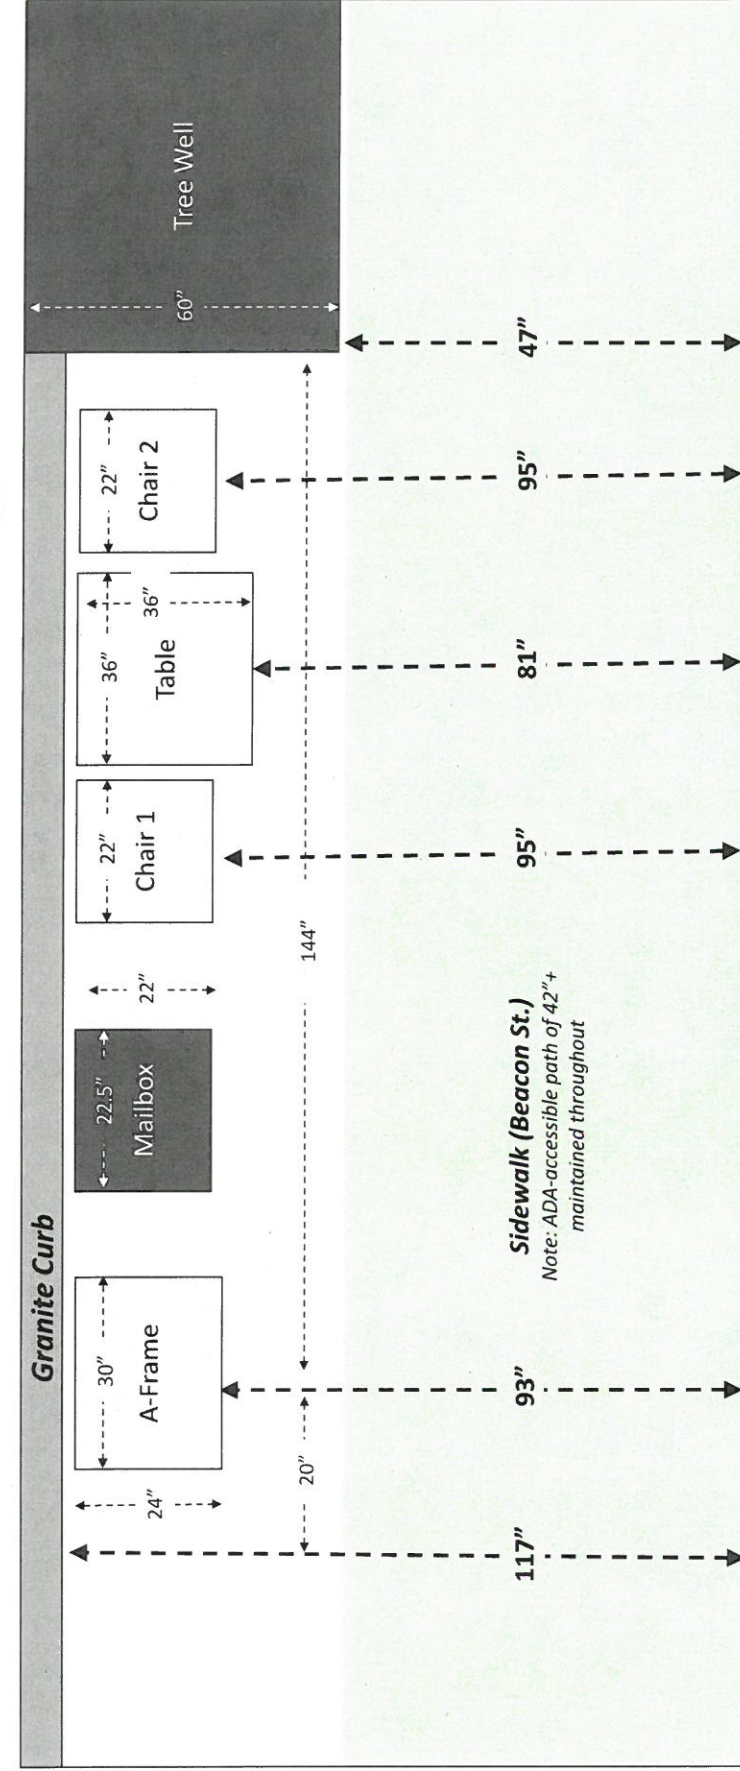 Granite Curb
24”
30”
A-Frame
22.5”
Mailbox
22”
22”
Chair 1
36”
Table
36”
22”
Chair 2
60”
Tree Well
20”
144”
117”
93”
Sidewalk (Beacon St.)
Note: ADA-accessible path of 42”+
maintained throughout
95”
81”
95”
47”